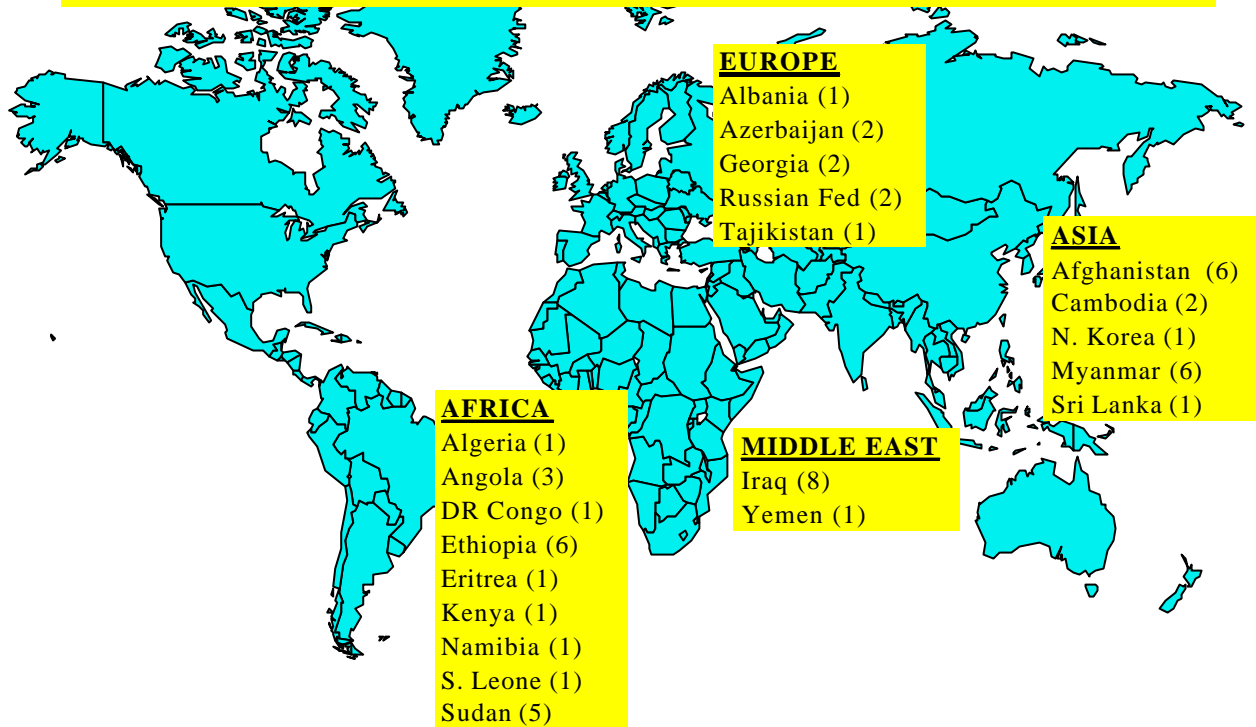 EUROPE
Albania (1)
Azerbaijan (2)
Georgia (2)
Russian Fed (2)
Tajikistan (1)
ASIA
Afghanistan (6)
Cambodia (2)
N. Korea (1)
Myanmar (6)
Sri Lanka (1)
AFRICA
Algeria (1)
Angola (3)
DR Congo (1)
Ethiopia (6)
Eritrea (1)
Kenya (1)
Namibia (1)
S. Leone (1)
Sudan (5)
MIDDLE EAST
Iraq (8)
Yemen (1)